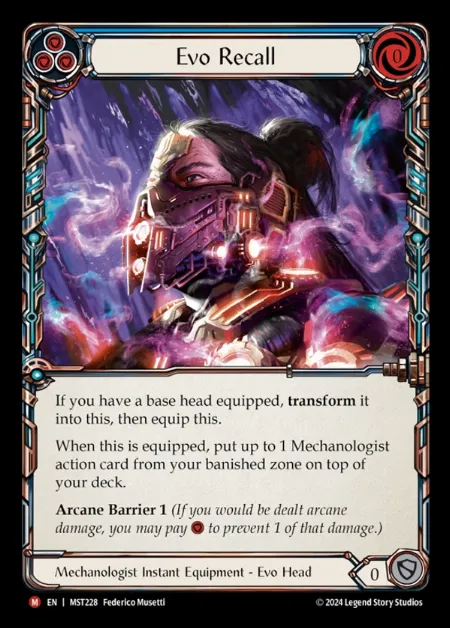 Evo Recall
0
If you have a base head equipped, transform it
into this, then equip this.
When this is equipped, put up to 1 Mechanologist
action card from your banished zone on top of
your deck.
Arcane Barrier 1 (If you would be dealt arcane
damage, you may pay to prevent 1 of that damage.)
Mechanologist Instant Equipment - Evo Head
0
M EN | MST228 Federico Musetti
© 2024 Legend Story Studios